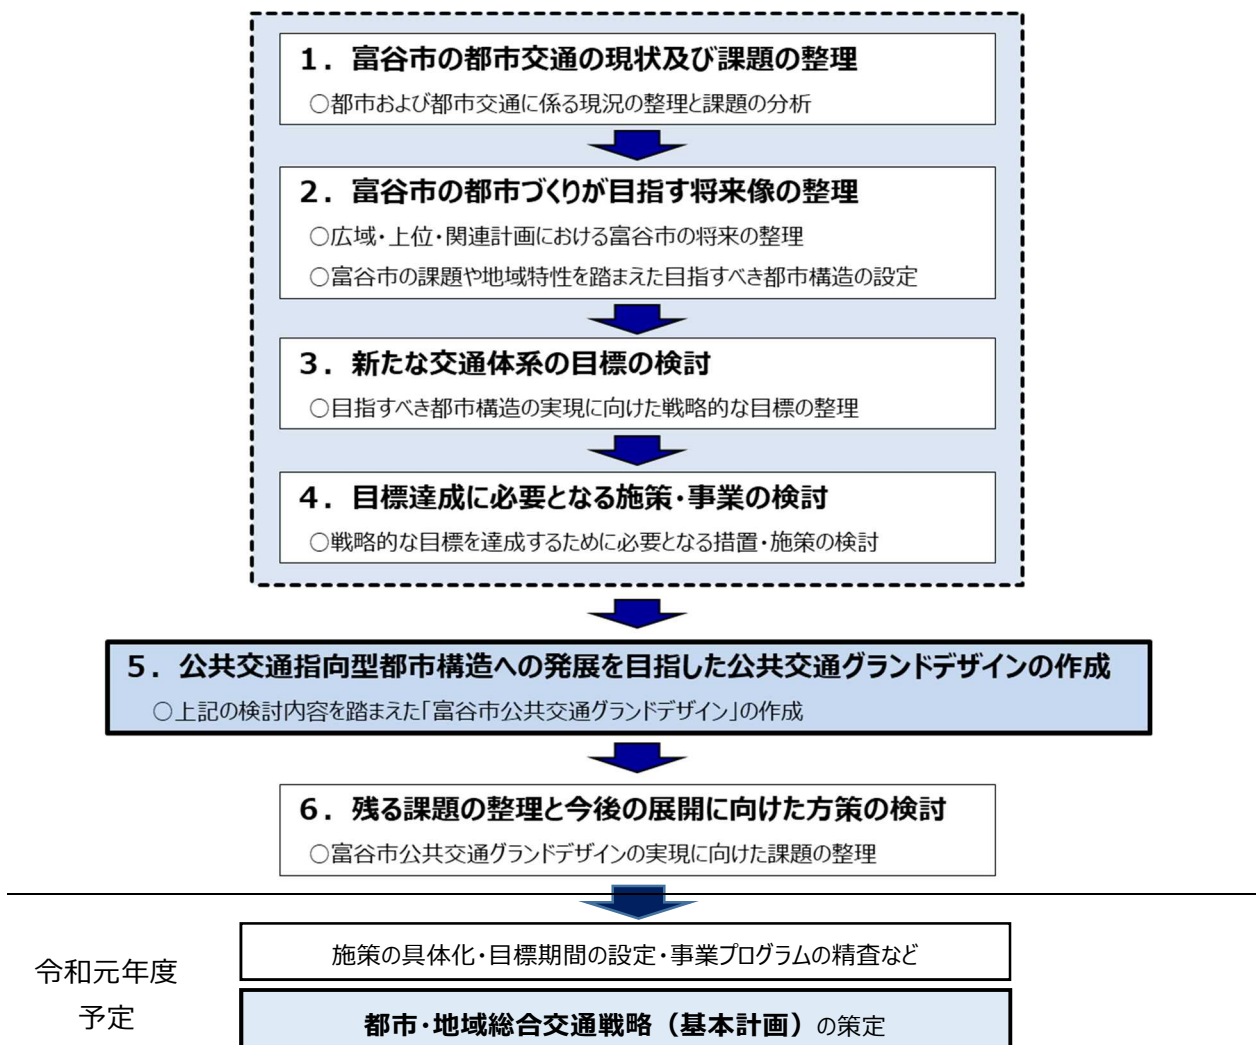 1．富谷市の都市交通の現状及び課題の整理
○都市および都市交通に係る現況の整理と課題の分析
2．富谷市の都市づくりが目指す将来像の整理
○広域・上位・関連計画における富谷市の将来の整理
○富谷市の課題や地域特性を踏まえた目指すべき都市構造の設定
3．新たな交通体系の目標の検討
○目指すべき都市構造の実現に向けた戦略的な目標の整理
4．目標達成に必要となる施策・事業の検討
○戦略的な目標を達成するために必要となる措置・施策の検討
5．公共交通指向型都市構造への発展を目指した公共交通グランドデザインの作成
○上記の検討内容を踏まえた「富谷市公共交通グランドデザイン」の作成
6．残る課題の整理と今後の展開に向けた方策の検討
○富谷市公共交通グランドデザインの実現に向けた課題の整理
令和元年度
予定
施策の具体化・目標期間の設定・事業プログラムの精査など
都市・地域総合交通戦略（基本計画）の策定